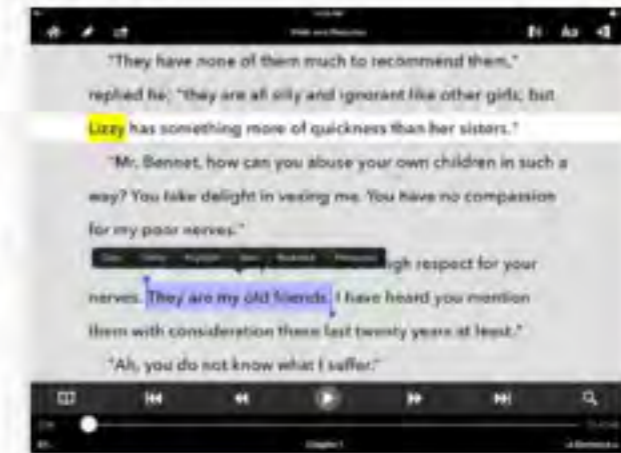 Aa
"They have none of them much to recommend them,"
replied he; "they are all silly and ignorant like other girls; but
Lizzy has something more of quickness than her sisters."
"Mr. Bennet, how can you abuse your own children in such a
way? You take delight in vexing me. You have no compassion
for my poor nerves."
gh respect for your
nerves. They are my old friends. I have heard you mention
them with consideration these last twenty years at least."
"Ah, you do not know what I suffer."
Chapter 1